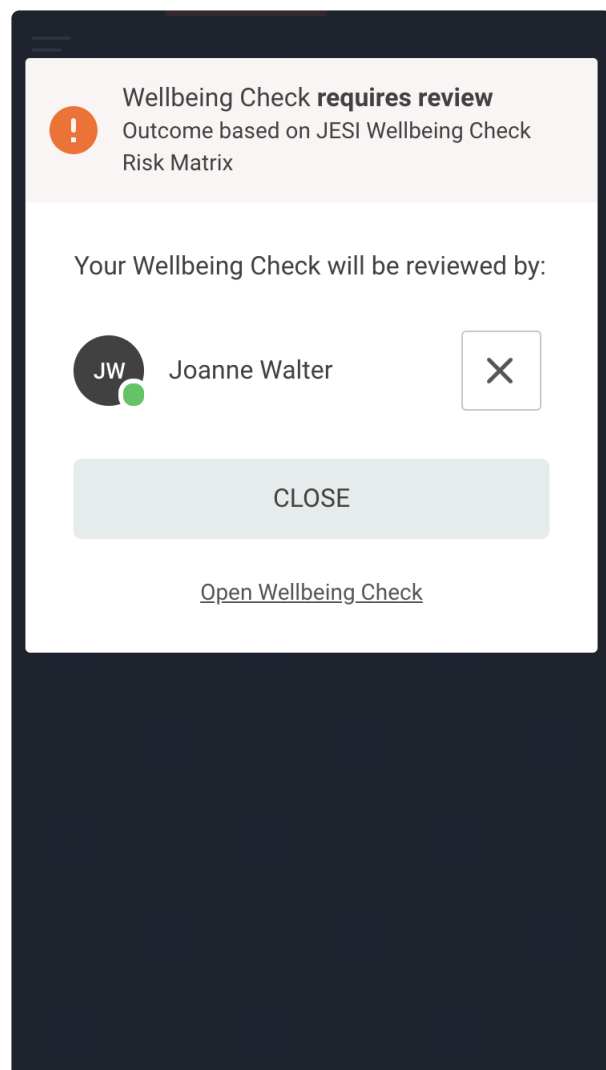 Wellbeing Check requires review
Outcome based on JESI Wellbeing Check
Risk Matrix
Your Wellbeing Check will be reviewed by:
JW
Joanne Walter
CLOSE
Open Wellbeing Check